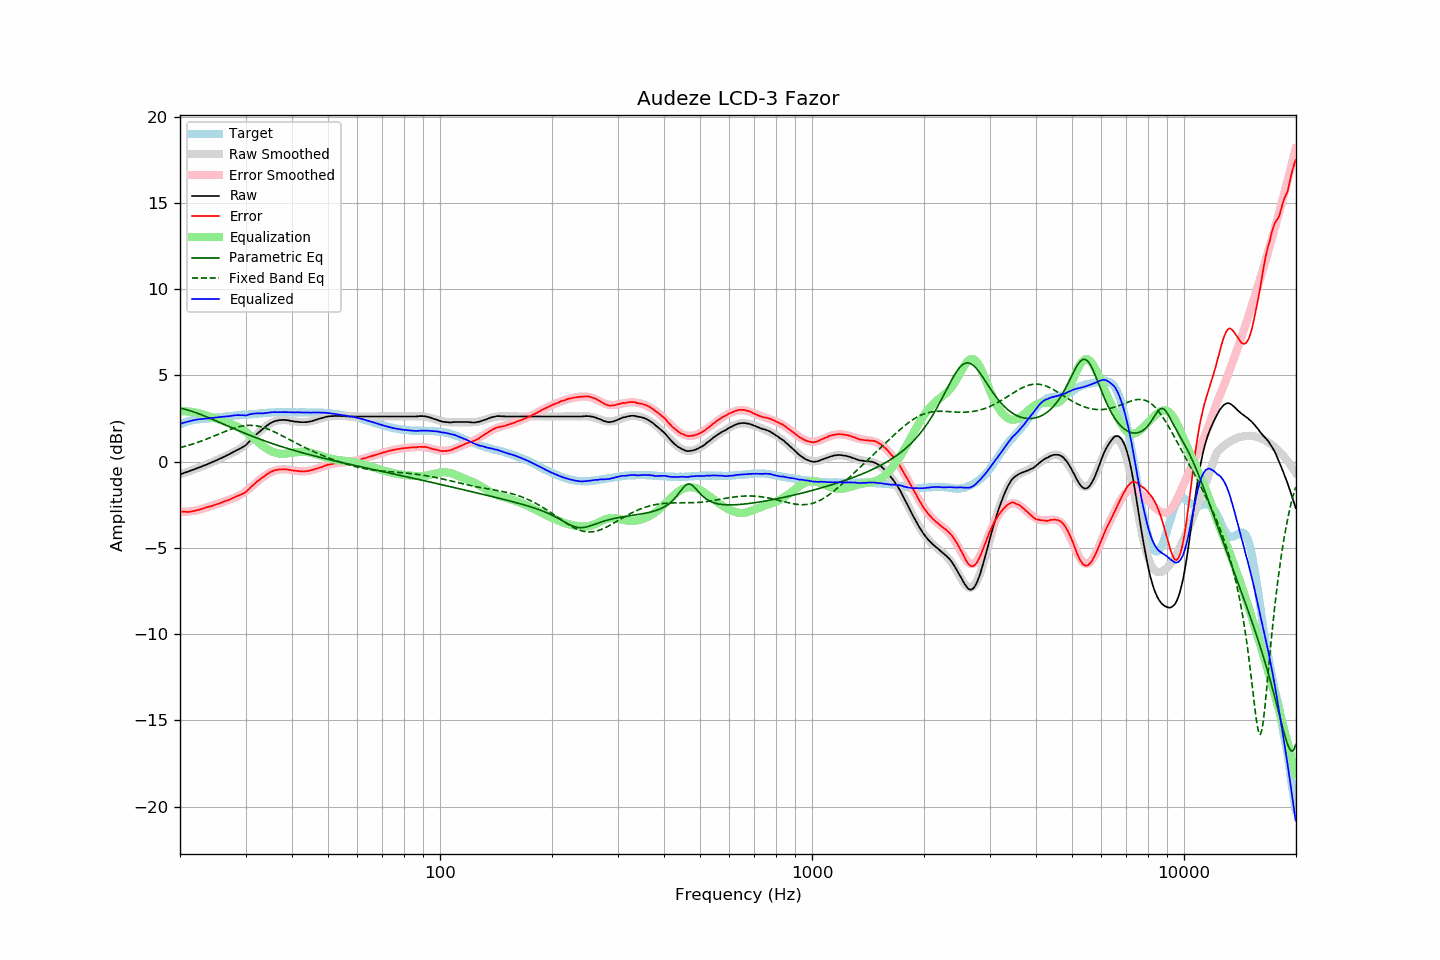 Audeze LCD-3 Fazor
20
15
10
5
0
−5
−10
−15
−20
Amplitude (dBr)
Target
Raw Smoothed
Error Smoothed
Raw
Error
Equalization
Parametric Eq
Fixed Band Eq
Equalized
100
1000
10000
Frequency (Hz)